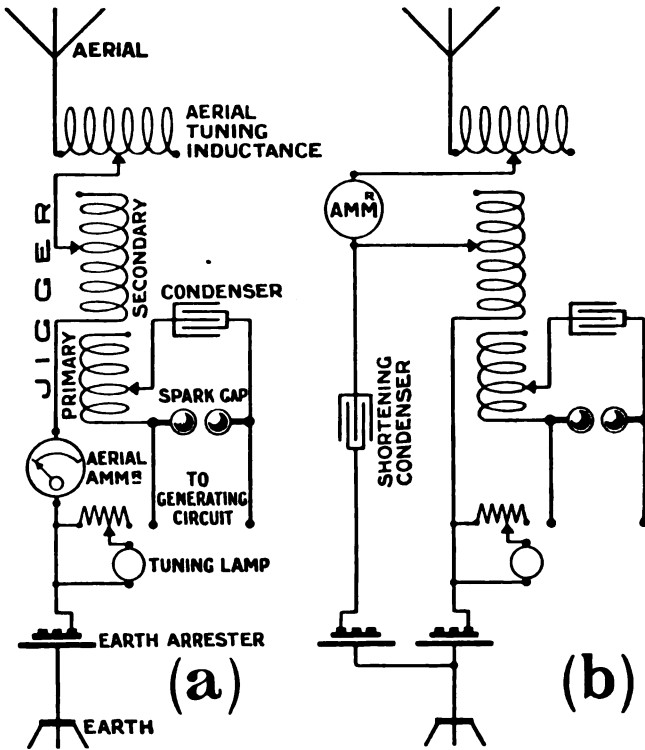 AERIAL
AERIAL
TUNING
INDUCTANCE
JIGGER
SECONDARY
PRIMARY
CONDENSER
SPARK GAP
AERIAL
AMMR
TO
GENERATING
CIRCUIT
TUNING LAMP
EARTH ARRESTER
EARTH
(a)
AMMR
SHORTENING
CONDENSER
(b)